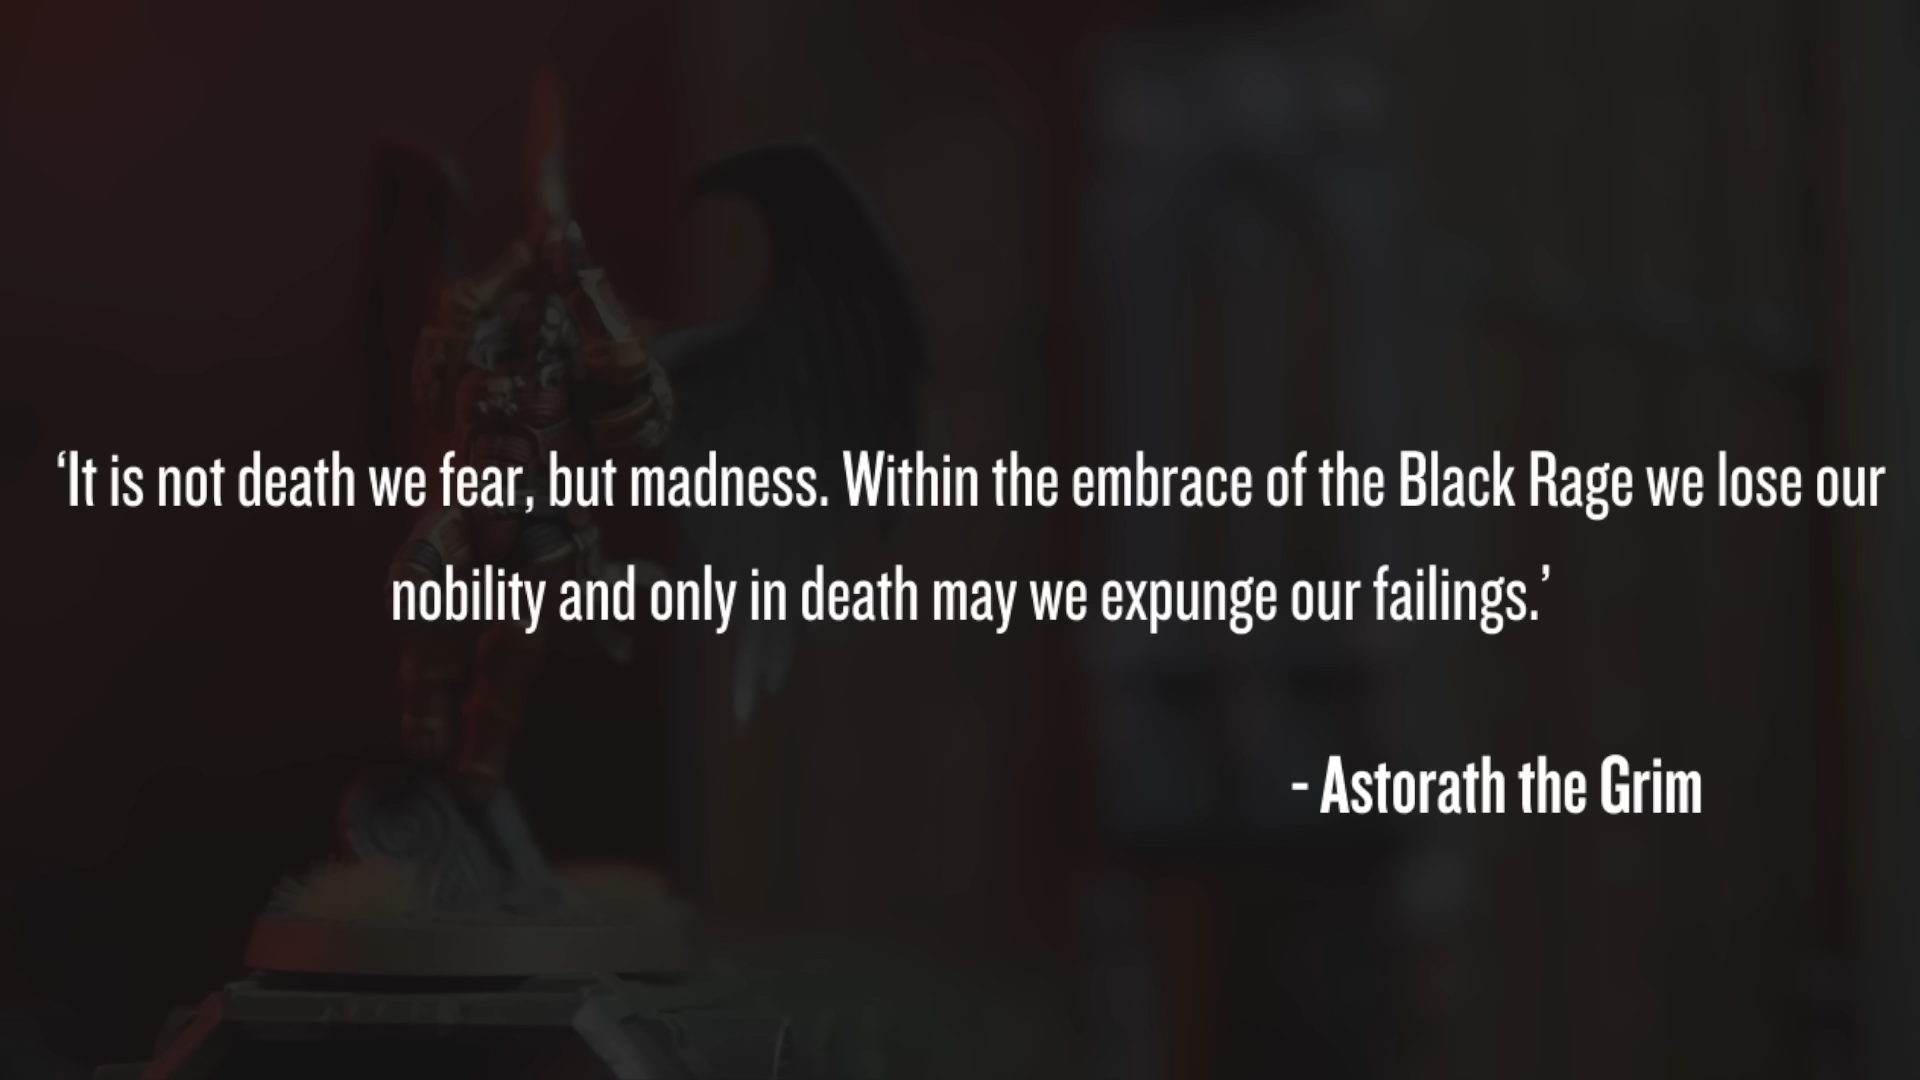 ‘It is not death we fear, but madness. Within the embrace of the Black Rage we lose our
nobility and only in death may we expunge our failings.’
- Astorath the Grim